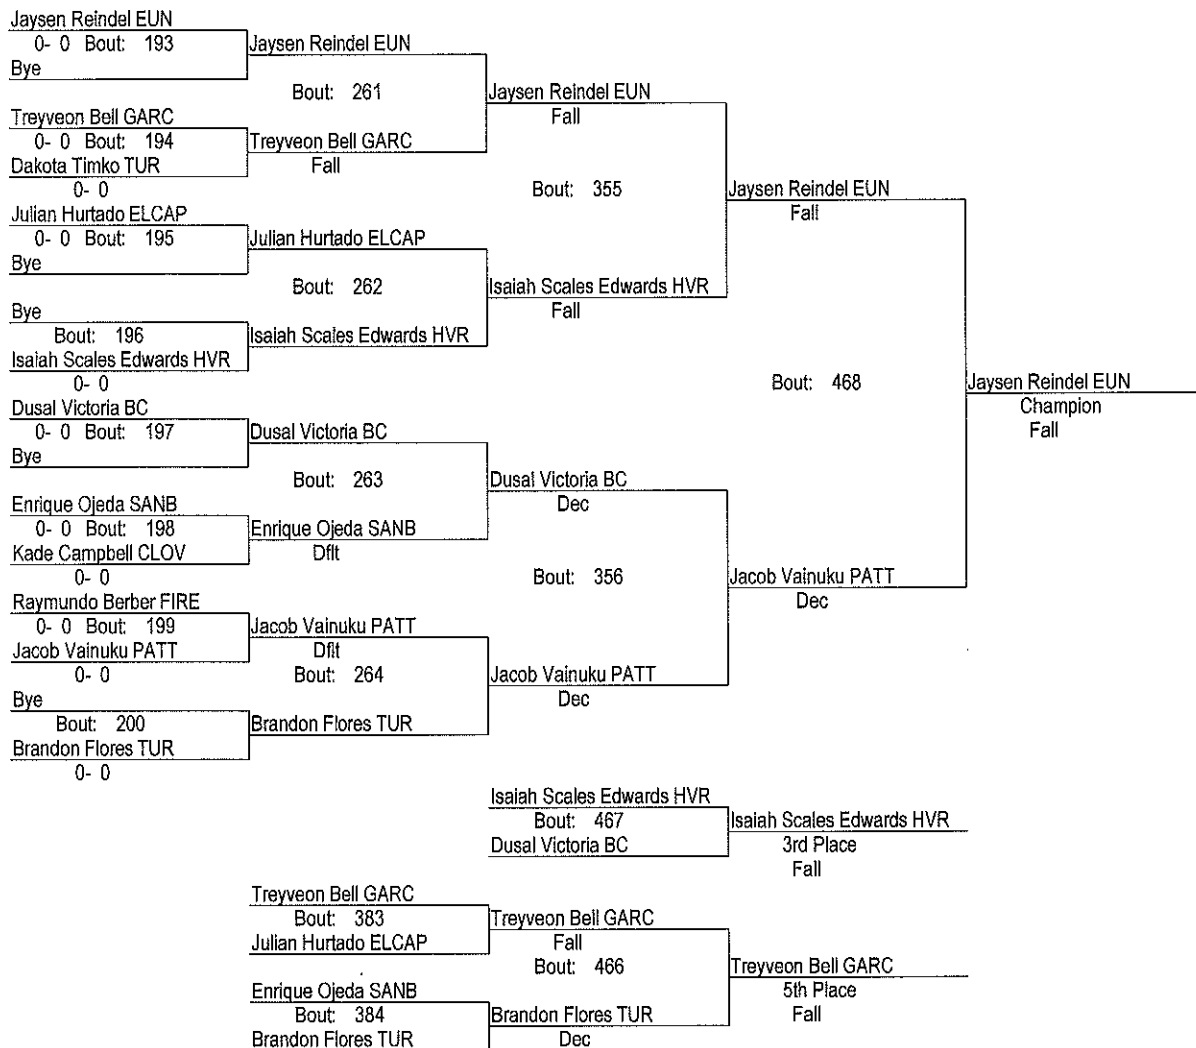 Jaysen Reindel EUN
0- 0 Bout: 193
Bye
Jaysen Reindel EUN
Bout: 261
Treyveon Bell GARC
0- 0 Bout: 194
Dakota Timko TUR
0- 0
Treyveon Bell GARC
Fall
Jaysen Reindel EUN
Fall
Bout: 355
Julian Hurtado ELCAP
0- 0 Bout: 195
Bye
Julian Hurtado ELCAP
Bout: 262
Bye
Bout: 196
Isaiah Scales Edwards HVR
0- 0
Isaiah Scales Edwards HVR
Isaiah Scales Edwards HVR
Fall
Jaysen Reindel EUN
Fall
Bout: 468
Jaysen Reindel EUN
Champion
Fall
Dusal Victoria BC
0- 0 Bout: 197
Bye
Dusal Victoria BC
Bout: 263
Enrique Ojeda SANB
0- 0 Bout: 198
Kade Campbell CLOV
0- 0
Enrique Ojeda SANB
Dflt
Dusal Victoria BC
Dec
Bout: 356
Raymundo Berber FIRE
0- 0 Bout: 199
Jacob Vainuku PATT
0- 0
Jacob Vainuku PATT
Dflt
Bout: 264
Bye
Bout: 200
Brandon Flores TUR
0- 0
Brandon Flores TUR
Jacob Vainuku PATT
Dec
Jacob Vainuku PATT
Dec
Isaiah Scales Edwards HVR
Bout: 467
Dusal Victoria BC
Isaiah Scales Edwards HVR
3rd Place
Fall
Treyveon Bell GARC
Bout: 383
Julian Hurtado ELCAP
Treyveon Bell GARC
Fall
Bout: 466
Enrique Ojeda SANB
Bout: 384
Brandon Flores TUR
Brandon Flores TUR
Dec
Treyveon Bell GARC
5th Place
Fall